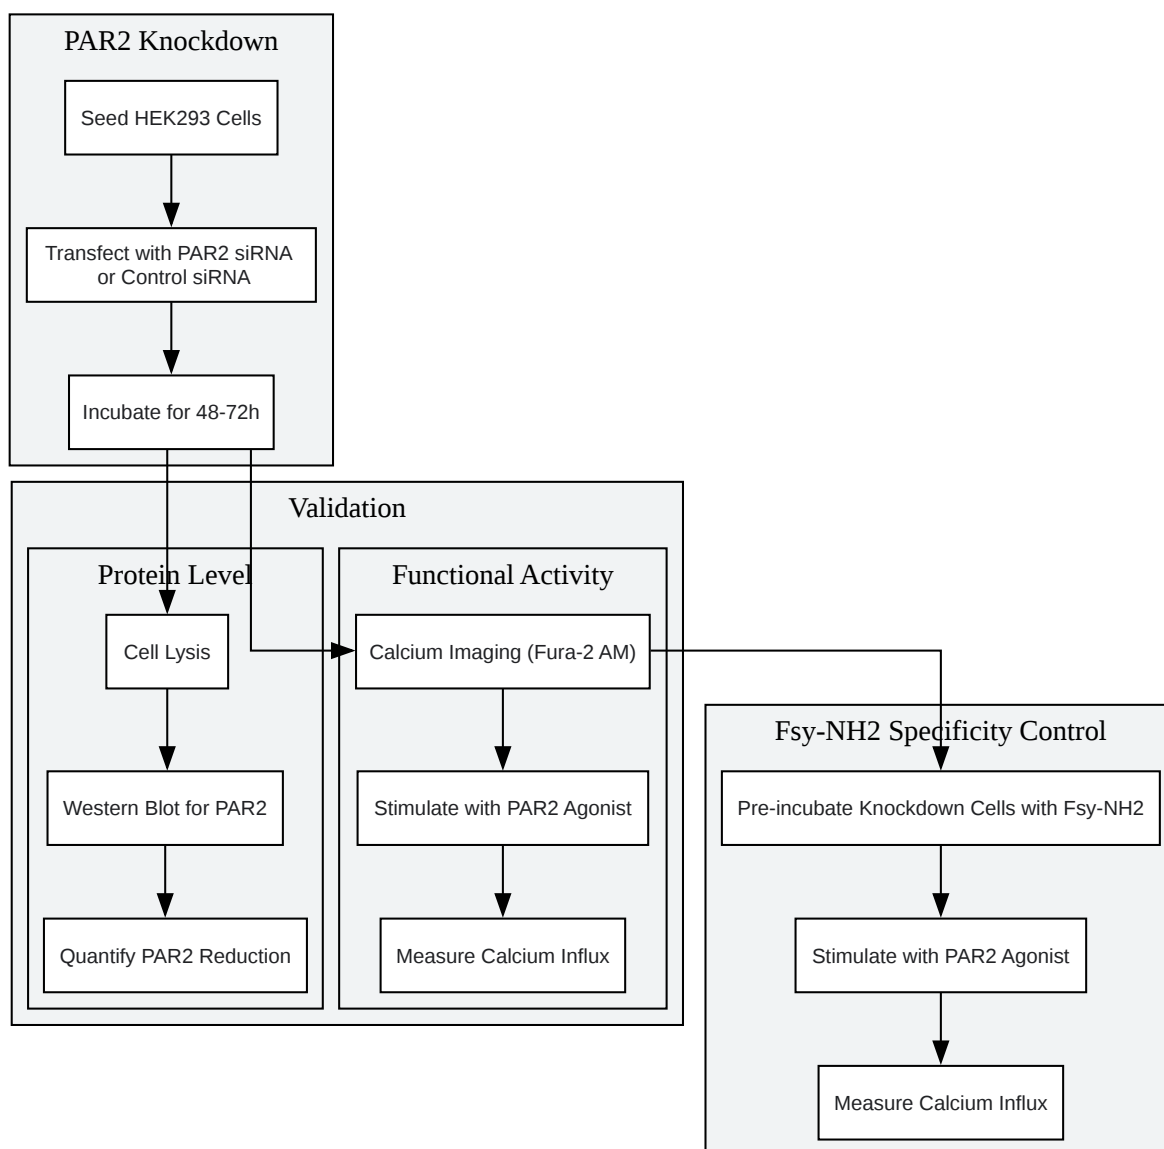 PAR2 Knockdown
Seed HEK293 Cells
Transfect with PAR2 siRNA
or Control siRNA
Incubate for 48-72h
Validation
Protein Level
Cell Lysis
Western Blot for PAR2
Quantify PAR2 Reduction
Functional Activity
Calcium Imaging (Fura-2 AM)
Stimulate with PAR2 Agonist
Measure Calcium Influx
Fsy-NH2 Specificity Control
Pre-incubate Knockdown Cells with Fsy-NH2
Stimulate with PAR2 Agonist
Measure Calcium Influx